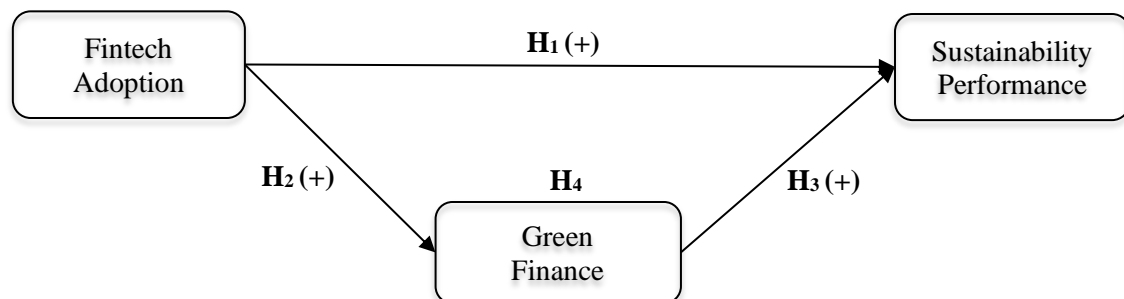 Fintech
Adoption
H1 (+)
Sustainability
Performance
H2 (+)
H4
H3 (+)
Green
Finance